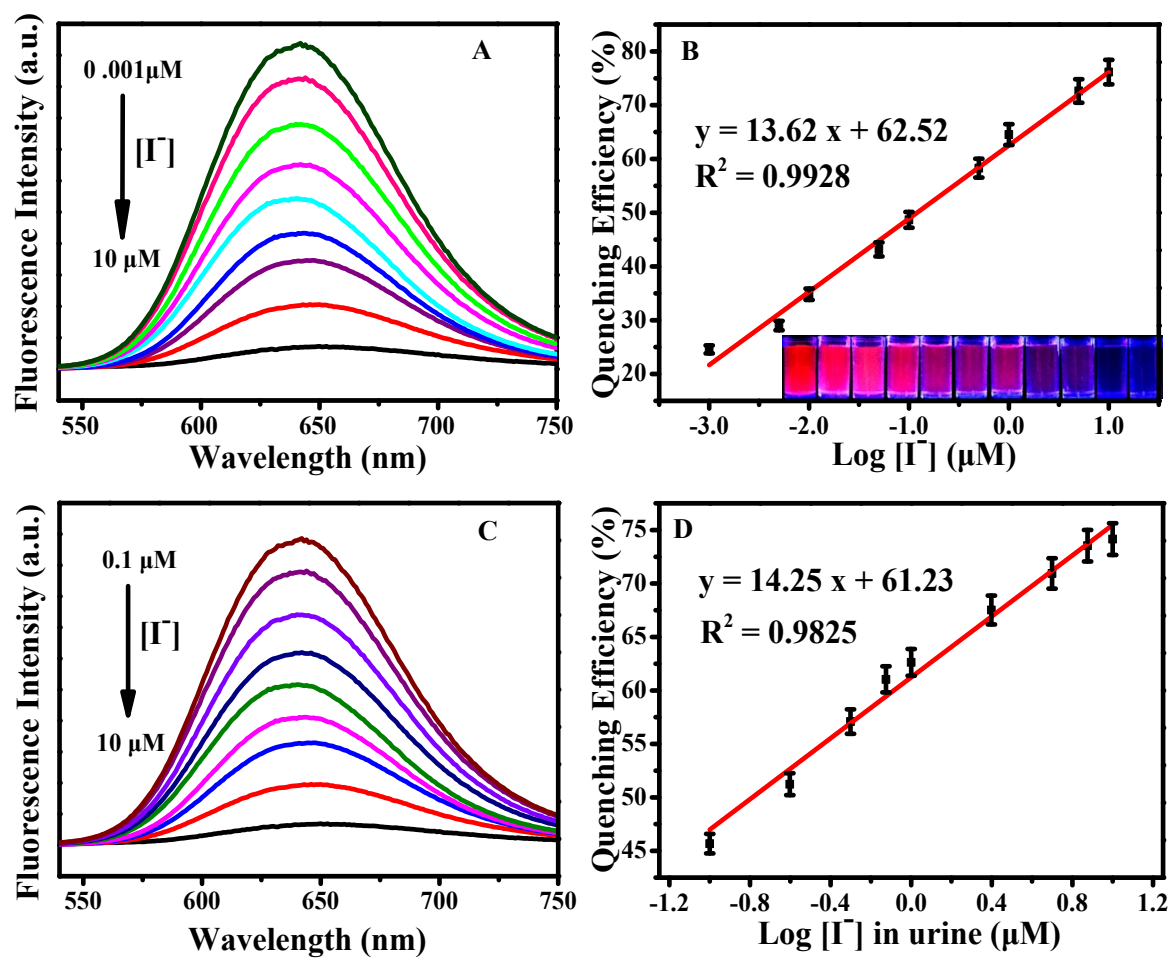 A
0 .001μM
[I⁻]
10 μM
Fluorescence Intensity (a.u.)
550 600 650 700 750
Wavelength (nm)
B
y = 13.62 x + 62.52
R² = 0.9928
Quenching Efficiency (%)
80
70
60
50
40
30
20
-3.0 -2.0 -1.0 0.0 1.0
Log [I⁻] (μM)
C
0.1 μM
[I⁻]
10 μM
Fluorescence Intensity (a.u.)
550 600 650 700 750
Wavelength (nm)
D
y = 14.25 x + 61.23
R² = 0.9825
Quenching Efficiency (%)
75
70
65
60
55
50
45
-1.2 -0.8 -0.4 0.0 0.4 0.8 1.2
Log [I⁻] in urine (μM)